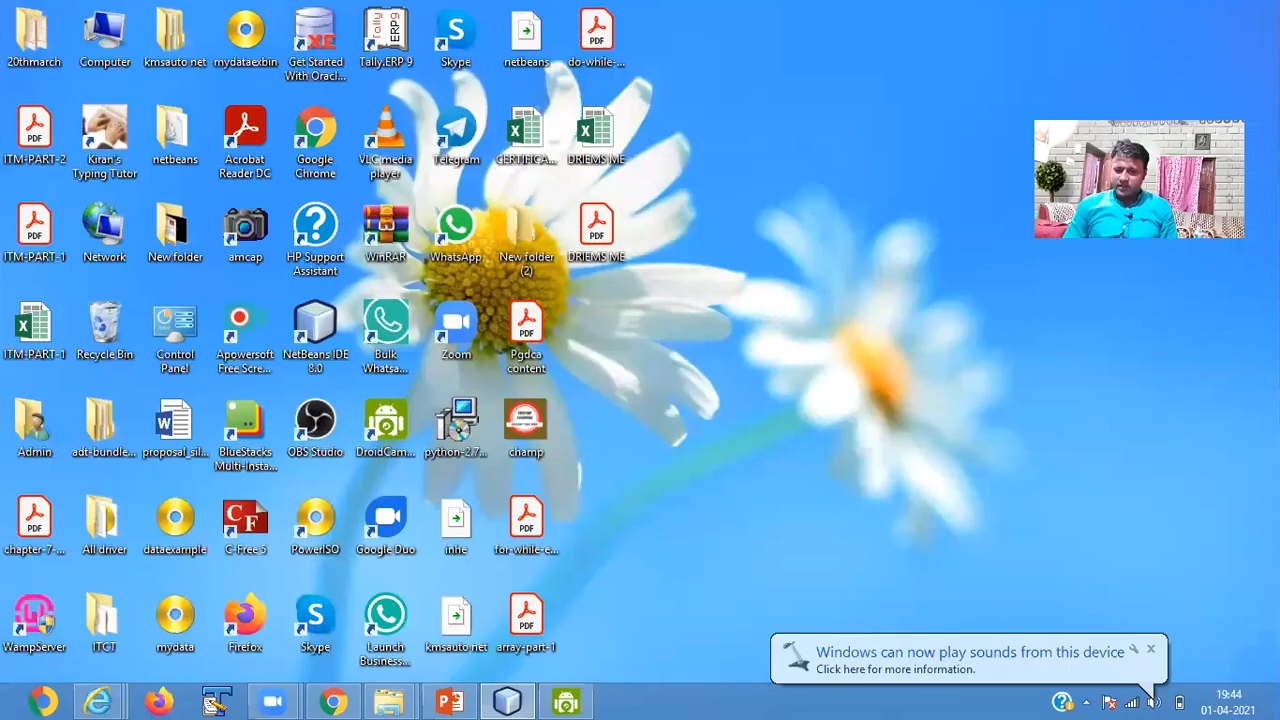 20thmarch
Computer
kmsauto net
mydataexbin
Get Started
With Oracl...
Tally.ERP 9
Skype
netbeans
do-while-...
ITM-PART-2
Kiran's
Typing Tutor
netbeans
Acrobat
Reader DC
Google
Chrome
VLC media
player
Telegram
CERTIFICA...
DRIEMS ME
ITM-PART-1
Network
New folder
amcap
HP Support
Assistant
WinRAR
WhatsApp
New folder
(2)
DRIEMS ME
ITM-PART-1
Recycle Bin
Control
Panel
Apowersoft
Free Scre...
NetBeans IDE
8.0
Bulk
Whatsa...
Zoom
Pgdca
content
Admin
adt-bundle...
proposal_sil...
BlueStacks
Multi-Insta...
OBS Studio
DroidCam...
python-2.7...
champ
chapter-7-...
All driver
dataexample
C-Free 5
PowerISO
Google Duo
inhe
for-while-e...
WampServer
ITCT
mydata
Firefox
Skype
Launch
Business...
kmsauto net
array-part-1
Windows can now play sounds from this device
Click here for more information.
19:44
01-04-2021